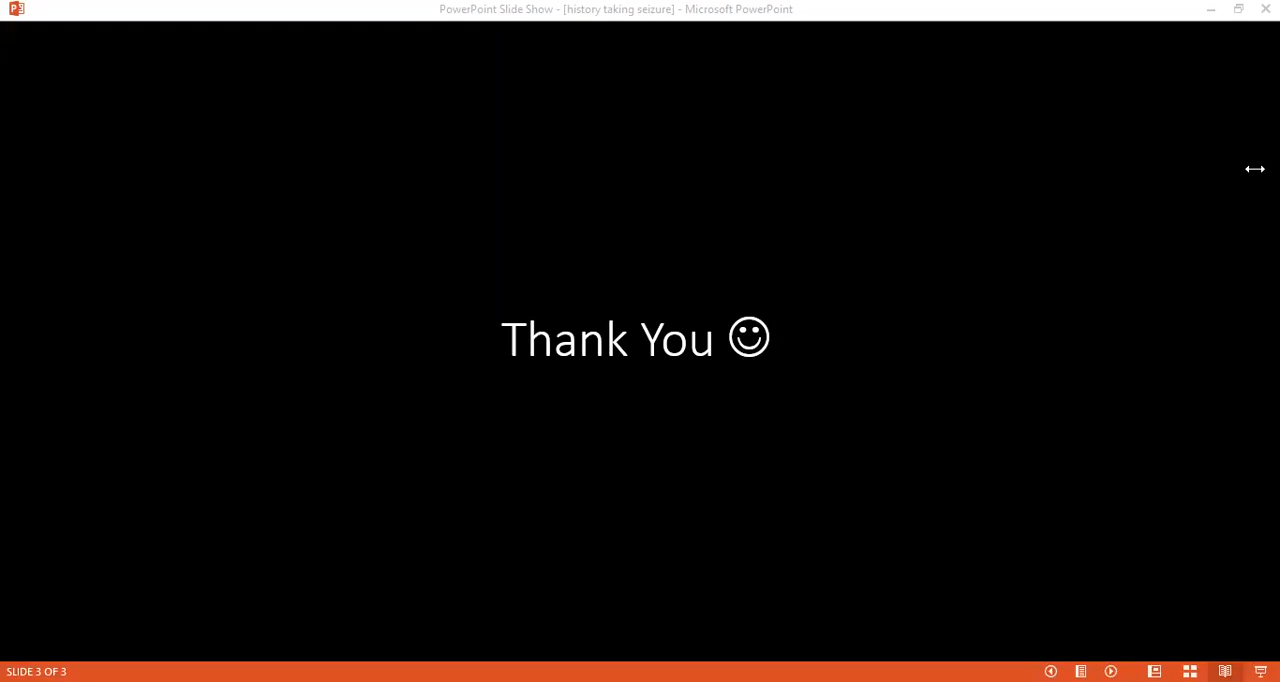 PowerPoint Slide Show - [history taking seizure] - Microsoft PowerPoint
Thank You ☺
SLIDE 3 OF 3